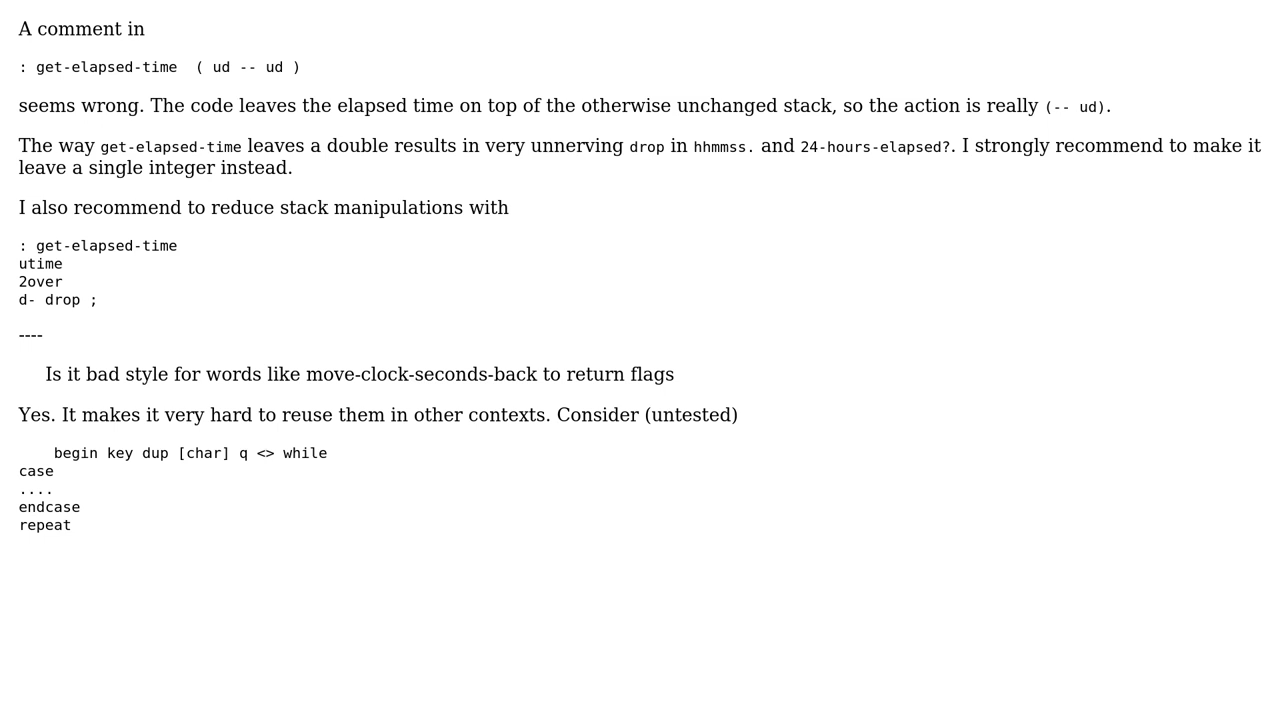 A comment in
: get-elapsed-time  ( ud -- ud )
seems wrong. The code leaves the elapsed time on top of the otherwise unchanged stack, so the action is really (-- ud).
The way get-elapsed-time leaves a double results in very unnerving drop in hhmmss. and 24-hours-elapsed?. I strongly recommend to make it
leave a single integer instead.
I also recommend to reduce stack manipulations with
: get-elapsed-time
utime
2over
d- drop ;
----
Is it bad style for words like move-clock-seconds-back to return flags
Yes. It makes it very hard to reuse them in other contexts. Consider (untested)
    begin key dup [char] q <> while
case
....
endcase
repeat